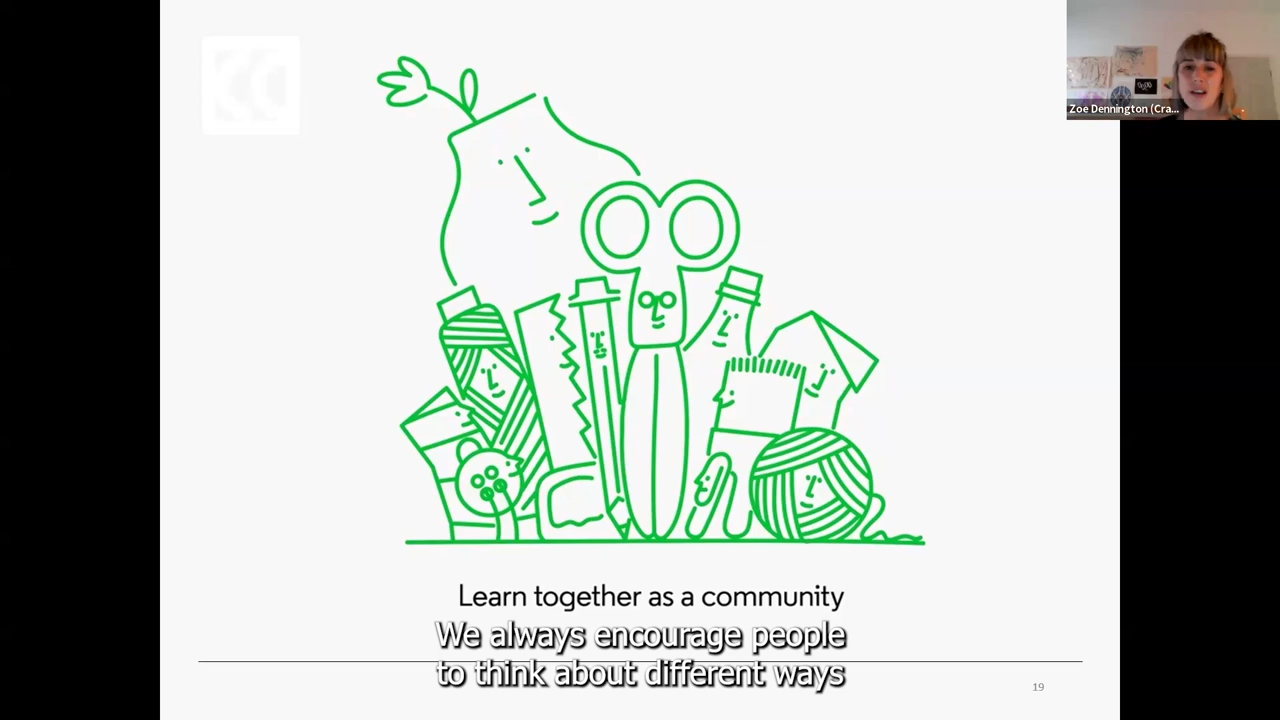 Zoe Dennington (Cra...
Learn together as a community
We always encourage people
to think about different ways
19